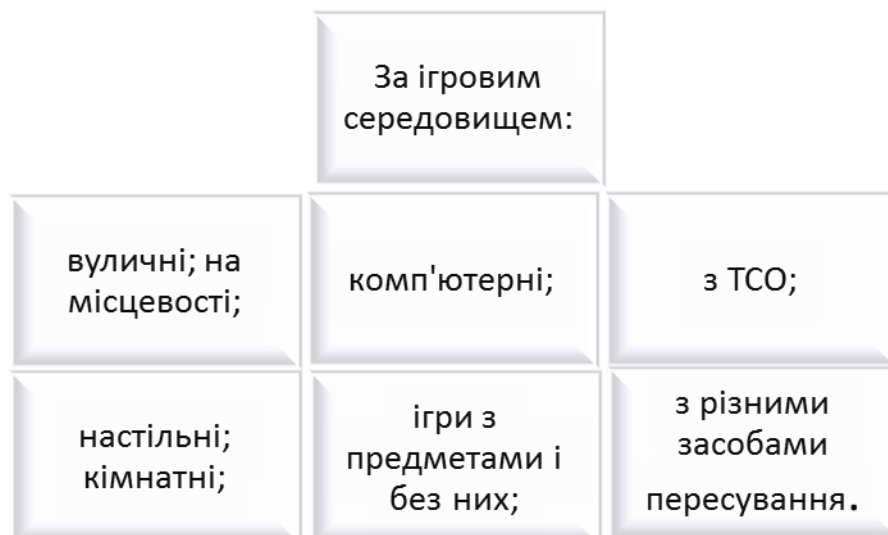 За ігровим
середовищем:
вуличні; на
місцевості;
комп'ютерні;
з ТСО;
настільні;
кімнатні;
ігри з
предметами і
без них;
з різними
засобами
пересування.